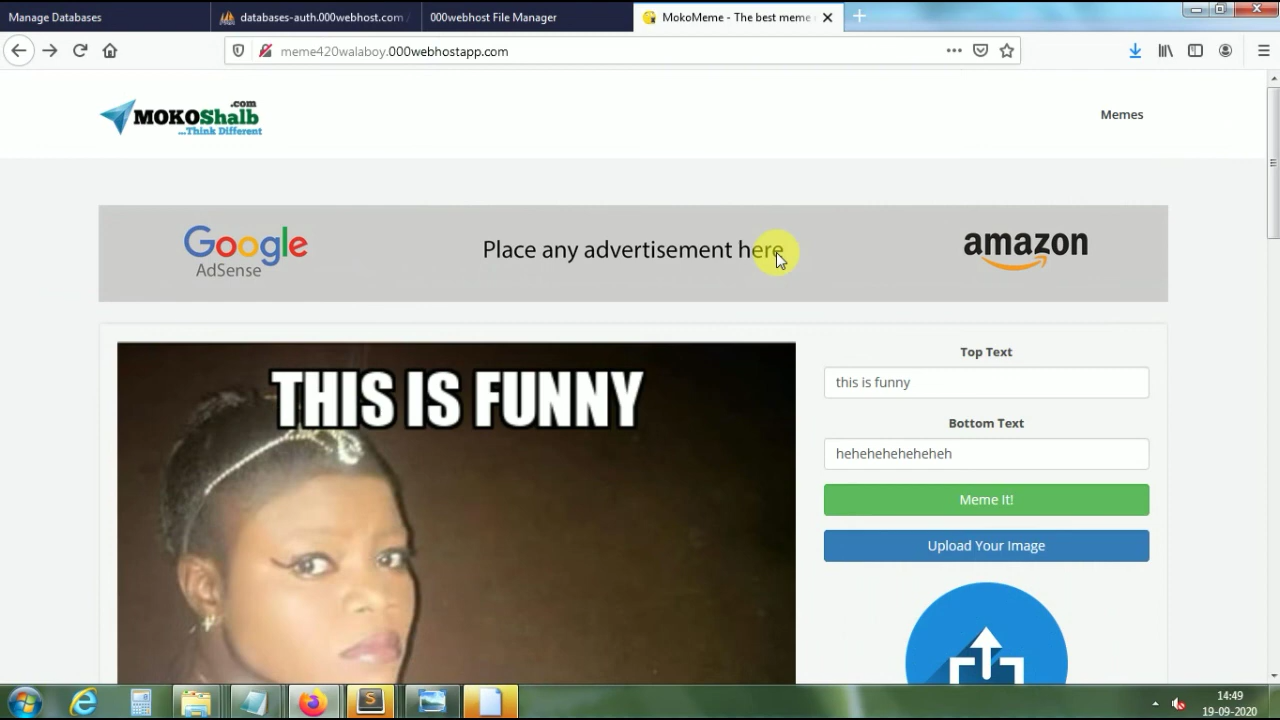 Manage Databases
databases-auth.000webhost.com /
000webhost File Manager
MokoMeme - The best meme
meme420walaboy.000webhostapp.com
MOKOShalb
.com
...Think Different
Memes
Google
AdSense
Place any advertisement here
amazon
THIS IS FUNNY
Top Text
this is funny
Bottom Text
heheheheheheheh
Meme It!
Upload Your Image
14:49
19-09-2020